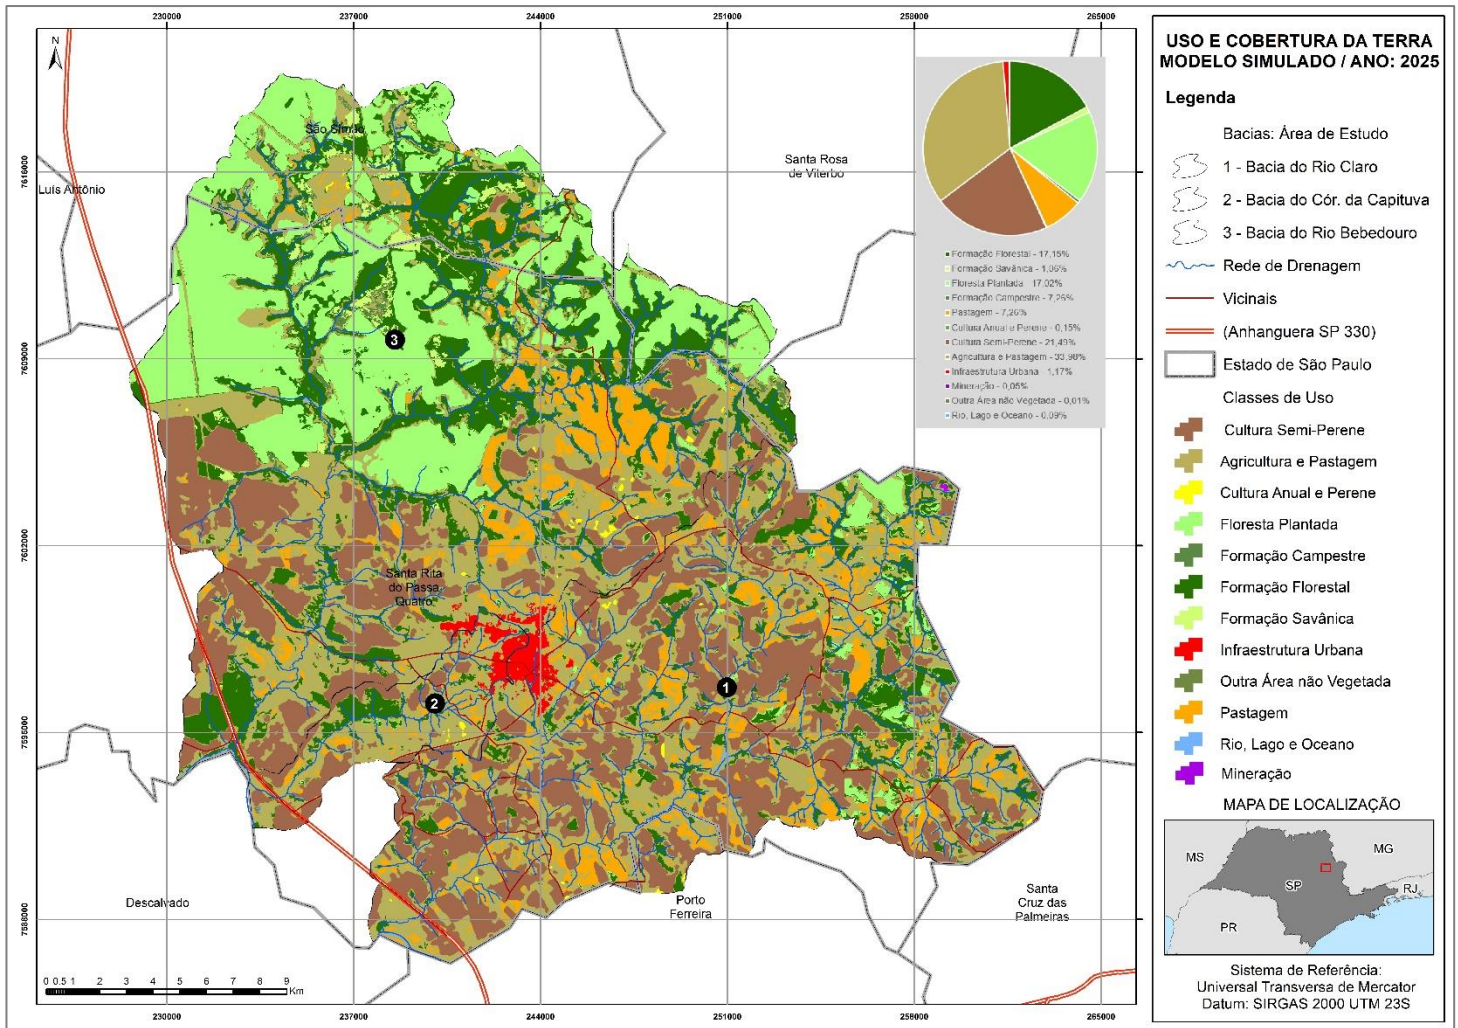 230000
237000
244000
251000
258000
265000
N
São Simão
Santa Rosa
de Viterbo
Luís Antônio
7616000
7609000
7602000
7595000
7588000
3
Santa Rita
do Passa
Quatro
1
2
Descalvado
Porto
Ferreira
Santa
Cruz das
Palmeiras
0 0.5 1 2 3 4 5 6 7 8 9
Km
230000
237000
244000
251000
258000
265000
Formação Florestal - 17,15%
Formação Savânica - 1,06%
Floresta Plantada - 17,02%
Formação Campestre - 7,26%
Pastagem - 7,26%
Cultura Anual e Perene - 0,15%
Cultura Semi-Perene - 21,49%
Agricultura e Pastagem - 33,98%
Infraestrutura Urbana - 1,17%
Mineração - 0,05%
Outra Área não Vegetada - 0,01%
Rio, Lago e Oceano - 0,09%
USO E COBERTURA DA TERRA
MODELO SIMULADO / ANO: 2025
Legenda
Bacias: Área de Estudo
1 - Bacia do Rio Claro
2 - Bacia do Cór. da Capituva
3 - Bacia do Rio Bebedouro
Rede de Drenagem
Vicinais
(Anhanguera SP 330)
Estado de São Paulo
Classes de Uso
Cultura Semi-Perene
Agricultura e Pastagem
Cultura Anual e Perene
Floresta Plantada
Formação Campestre
Formação Florestal
Formação Savânica
Infraestrutura Urbana
Outra Área não Vegetada
Pastagem
Rio, Lago e Oceano
Mineração
MAPA DE LOCALIZAÇÃO
MS
MG
SP
RJ
PR
Sistema de Referência:
Universal Transversa de Mercator
Datum: SIRGAS 2000 UTM 23S